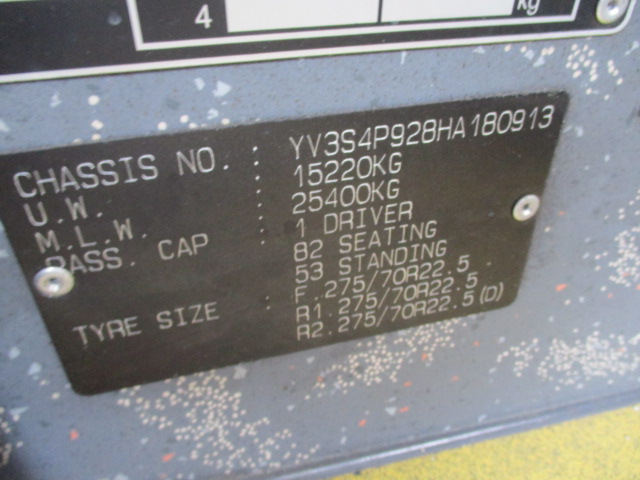 4 kg
CHASSIS NO. : YV3S4P928HA180913
U.W. : 15220KG
M.L.W. : 25400KG
PASS. CAP : 1 DRIVER
82 SEATING
53 STANDING
TYRE SIZE : F.275/70R22.5
R1.275/70R22.5
R2.275/70R22.5(D)